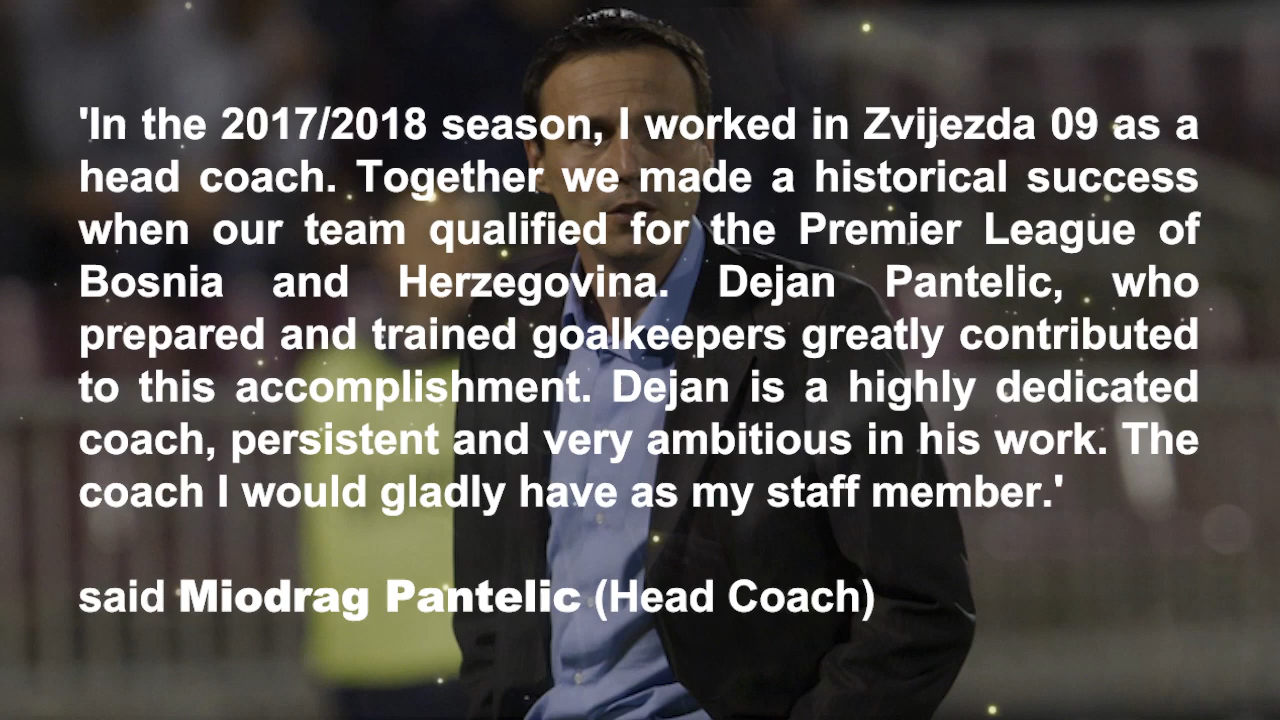 'In the 2017/2018 season, I worked in Zvijezda 09 as a
head coach. Together we made a historical success
when our team qualified for the Premier League of
Bosnia and Herzegovina. Dejan Pantelic, who
prepared and trained goalkeepers greatly contributed
to this accomplishment. Dejan is a highly dedicated
coach, persistent and very ambitious in his work. The
coach I would gladly have as my staff member.'
said Miodrag Pantelic (Head Coach)